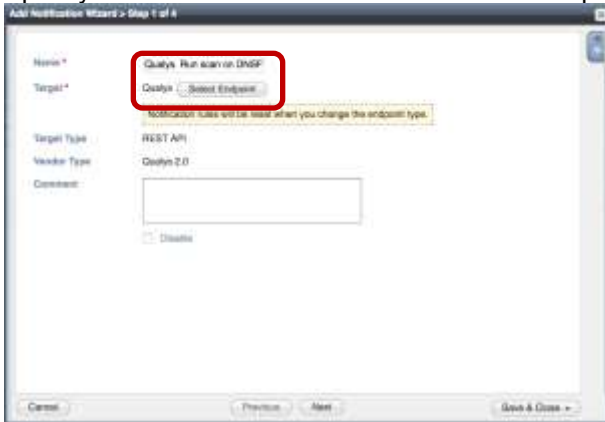 Add Notification Wizard > Step 1 of 4
Name *
Qualys Run scan on DNSF
Target *
Qualys Select Endpoint
Notification rules will be reset when you change the endpoint type.
Target Type
REST API
Vendor Type
Qualys 2.0
Comment
Disable
Cancel
Previous
Next
Save & Close